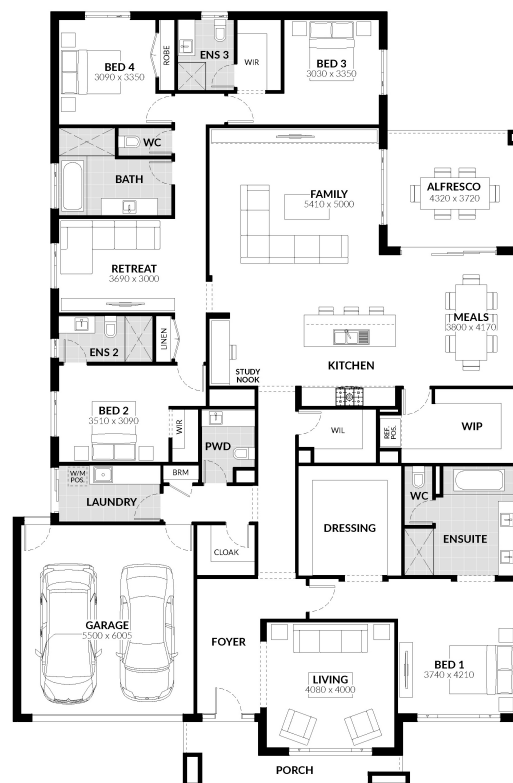 BED 4
3090 x 3350
ROBE
ENS 3
WIR
BED 3
3030 x 3350
WC
BATH
FAMILY
5410 x 5000
ALFRESCO
4320 x 3720
RETREAT
3690 x 3000
MEALS
3800 x 4170
ENS 2
LINEN
STUDY
NOOK
KITCHEN
BED 2
3510 x 3090
WIR
PWD
WIL
REF.
POS.
WIP
W/M
POS.
BRM
LAUNDRY
WC
DRESSING
ENSUITE
CLOAK
GARAGE
5500 x 6005
FOYER
LIVING
4080 x 4000
BED 1
3740 x 4210
PORCH